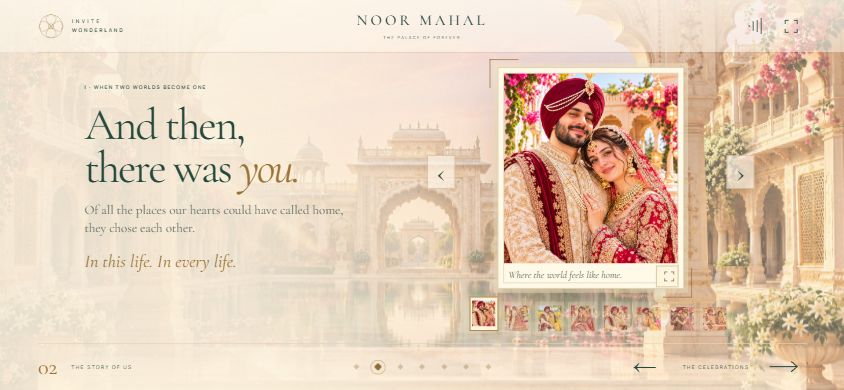 INVITE
WONDERLAND
NOOR MAHAL
THE PALACE OF FOREVER
I · WHEN TWO WORLDS BECOME ONE
And then,
there was you.
Of all the places our hearts could have called home,
they chose each other.
In this life. In every life.
Where the world feels like home.
02
THE STORY OF US
THE CELEBRATIONS